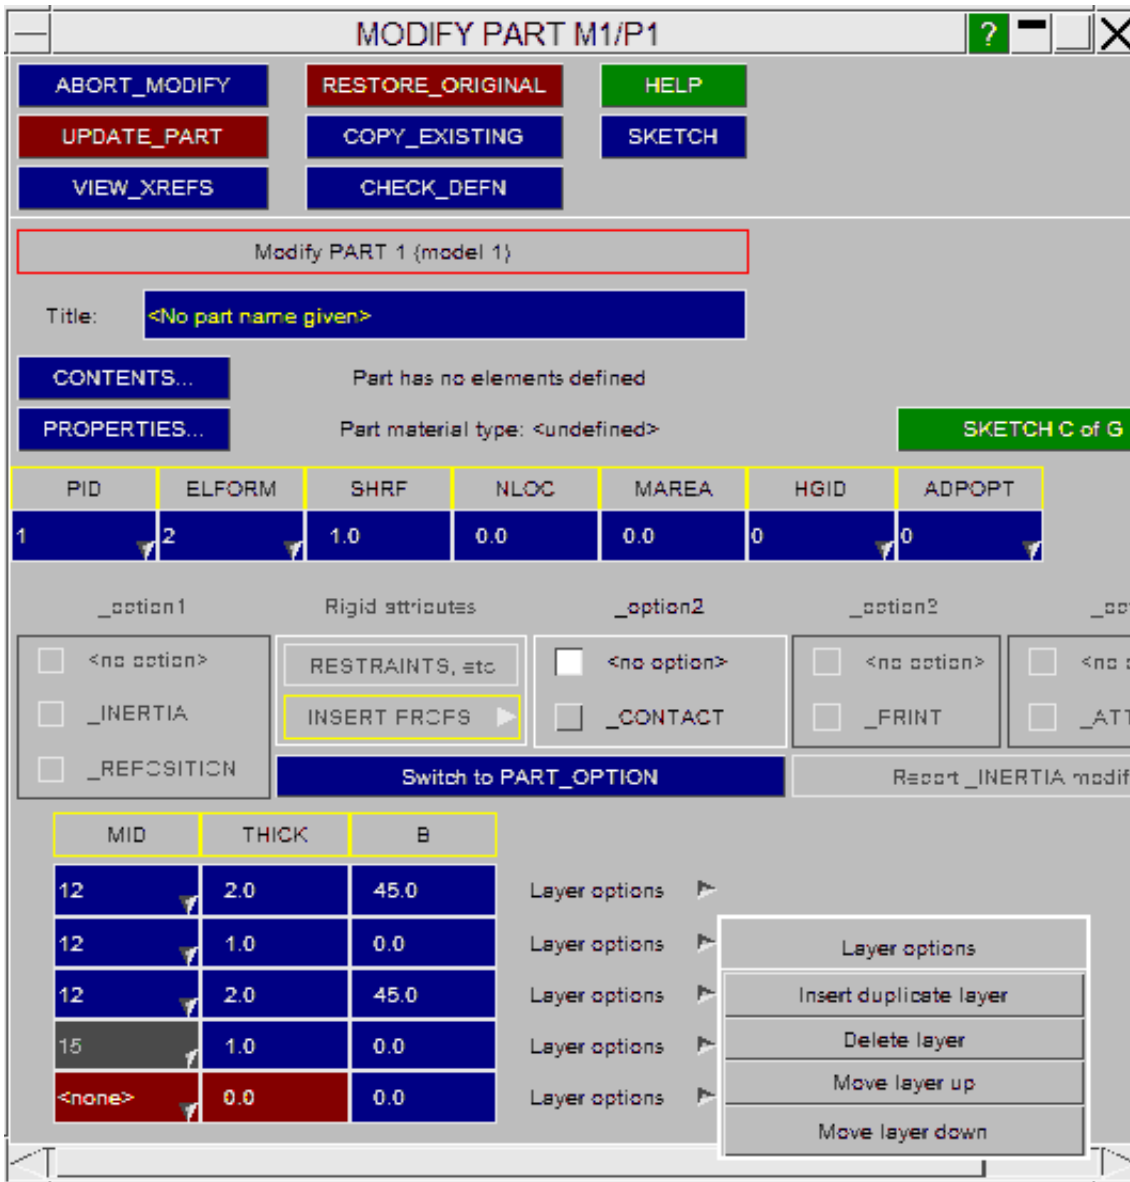 MODIFY PART M1/P1 ?
ABORT_MODIFY RESTORE_ORIGINAL HELP
UPDATE_PART COPY_EXISTING SKETCH
VIEW_XREFS CHECK_DEFN
Modify PART 1 (model 1)
Title: <No part name given>
CONTENTS... Part has no elements defined
PROPERTIES... Part material type: <undefined> SKETCH C of G
PID ELFORM SHRF NLOC MAREA HGID ADPOPT
1 2 1.0 0.0 0.0 0 0
_option1 Rigid attributes _option2 _option3
<no option> RESTRAINTS, etc <no option> <no option> <no
_INERTIA INSERT PROPS _CONTACT _PRINT _ATT
_REPOSITION Switch to PART_OPTION Report _INERTIA modif
MID THICK B
12 2.0 45.0 Layer options
12 1.0 0.0 Layer options Layer options
12 2.0 45.0 Layer options Insert duplicate layer
15 1.0 0.0 Layer options Delete layer
Move layer up
<none> 0.0 0.0 Layer options
Move layer down